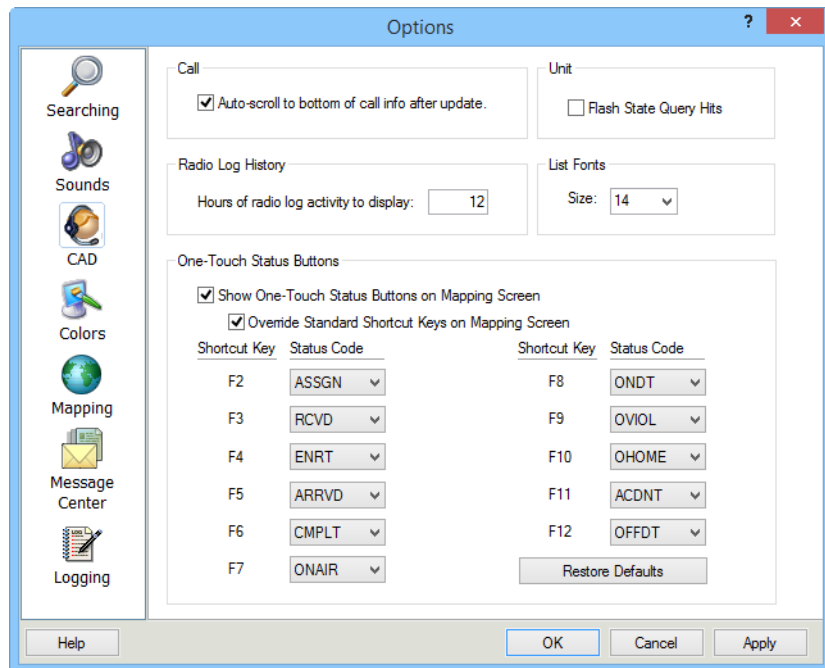 Options
?
Searching
Sounds
CAD
Colors
Mapping
Message
Center
LOG
Logging
Call
Auto-scroll to bottom of call info after update.
Unit
Flash State Query Hits
Radio Log History
Hours of radio log activity to display: 12
List Fonts
Size: 14
One-Touch Status Buttons
Show One-Touch Status Buttons on Mapping Screen
Override Standard Shortcut Keys on Mapping Screen
Shortcut Key Status Code Shortcut Key Status Code
F2 ASSGN F8 ONDT
F3 RCVD F9 OVIOL
F4 ENRT F10 OHOME
F5 ARRVD F11 ACDNT
F6 CMPLT F12 OFFDT
F7 ONAIR Restore Defaults
Help OK Cancel Apply